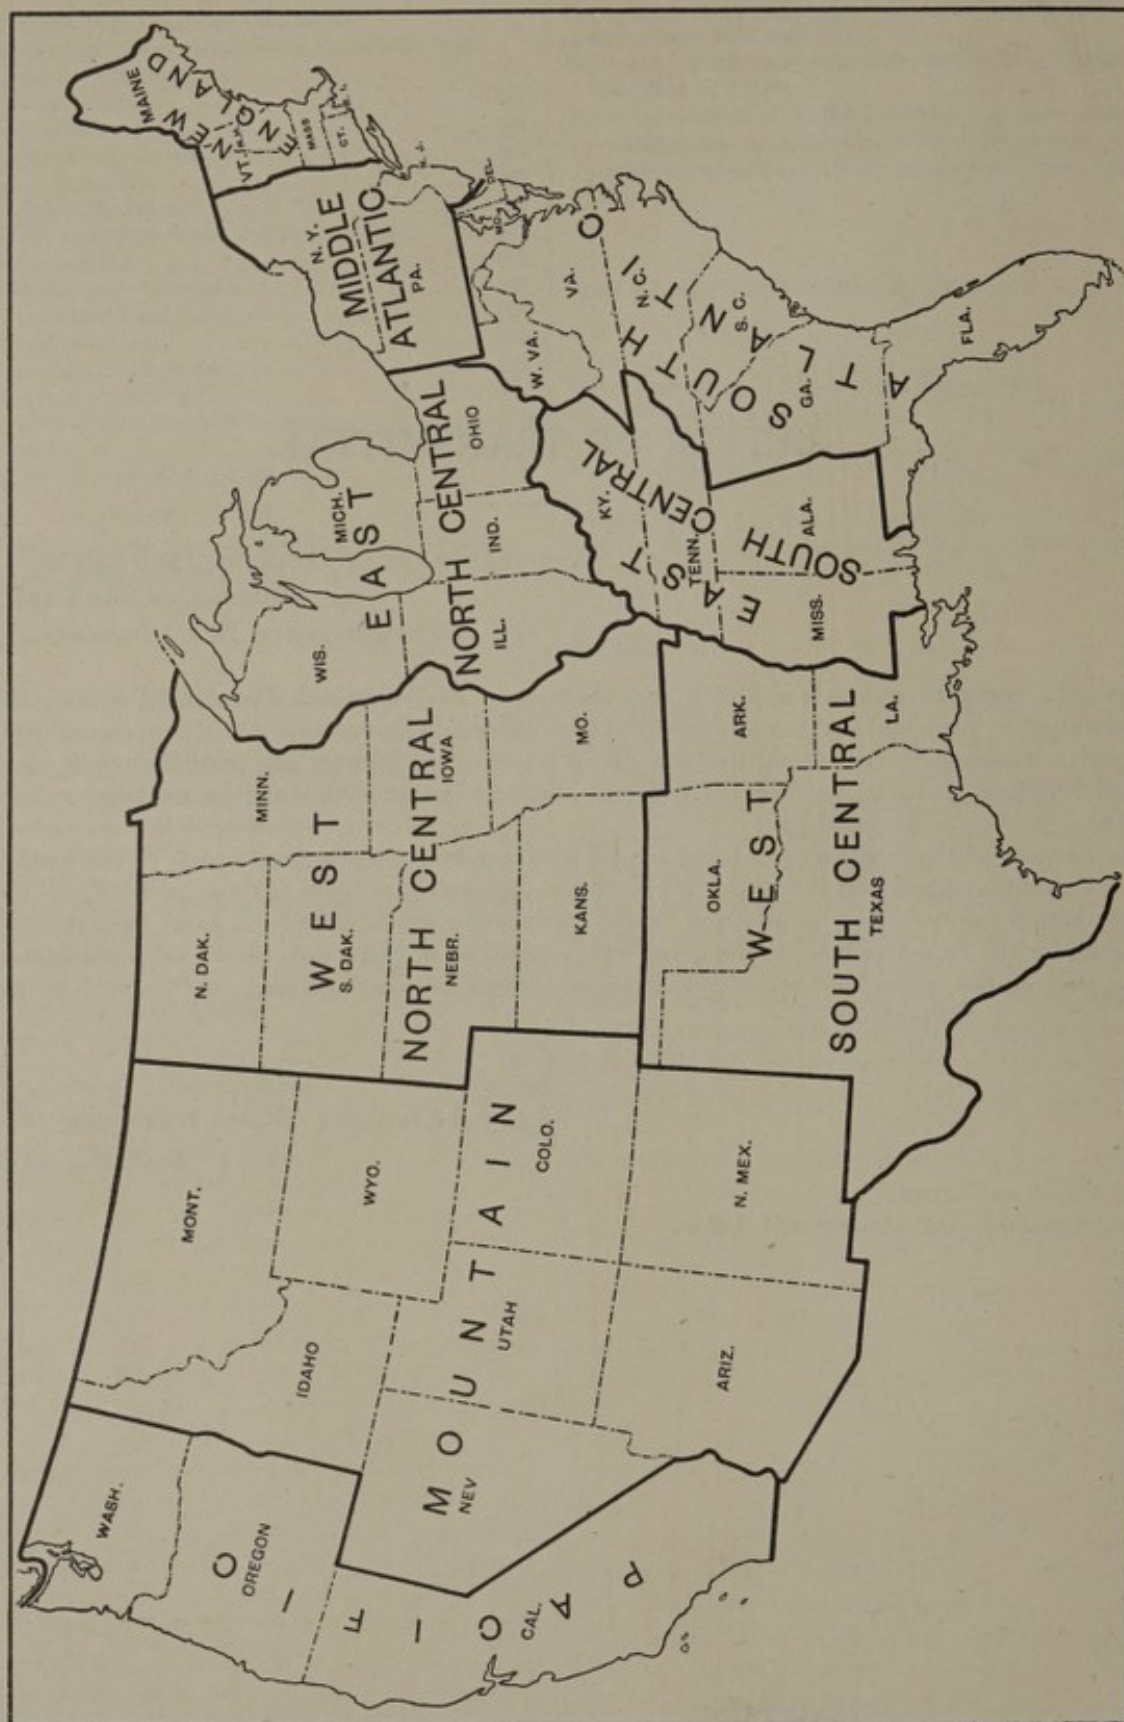 WASH.
OREGON
CAL.
PACIFIC
MONT.
IDAHO
WYO.
NEV
UTAH
COLO.
ARIZ.
N. MEX.
MOUNTAIN
N. DAK.
MINN.
S. DAK.
WEST
NORTH CENTRAL
NEBR.
IOWA
KANS.
MO.
OKLA.
ARK.
WEST
SOUTH CENTRAL
TEXAS
LA.
WIS.
MICH.
EAST
NORTH CENTRAL
ILL.
IND.
OHIO
KY.
TENN.
EAST
SOUTH
CENTRAL
MISS.
ALA.
N. Y.
MIDDLE
ATLANTIC
PA.
N. J.
MAINE
NEW
ENGLAND
VT.
N.H.
MASS
CT.
DEL.
MD.
W. VA.
VA.
N. C.
S. C.
GA.
FLA.
SOUTH
ATLANTIC